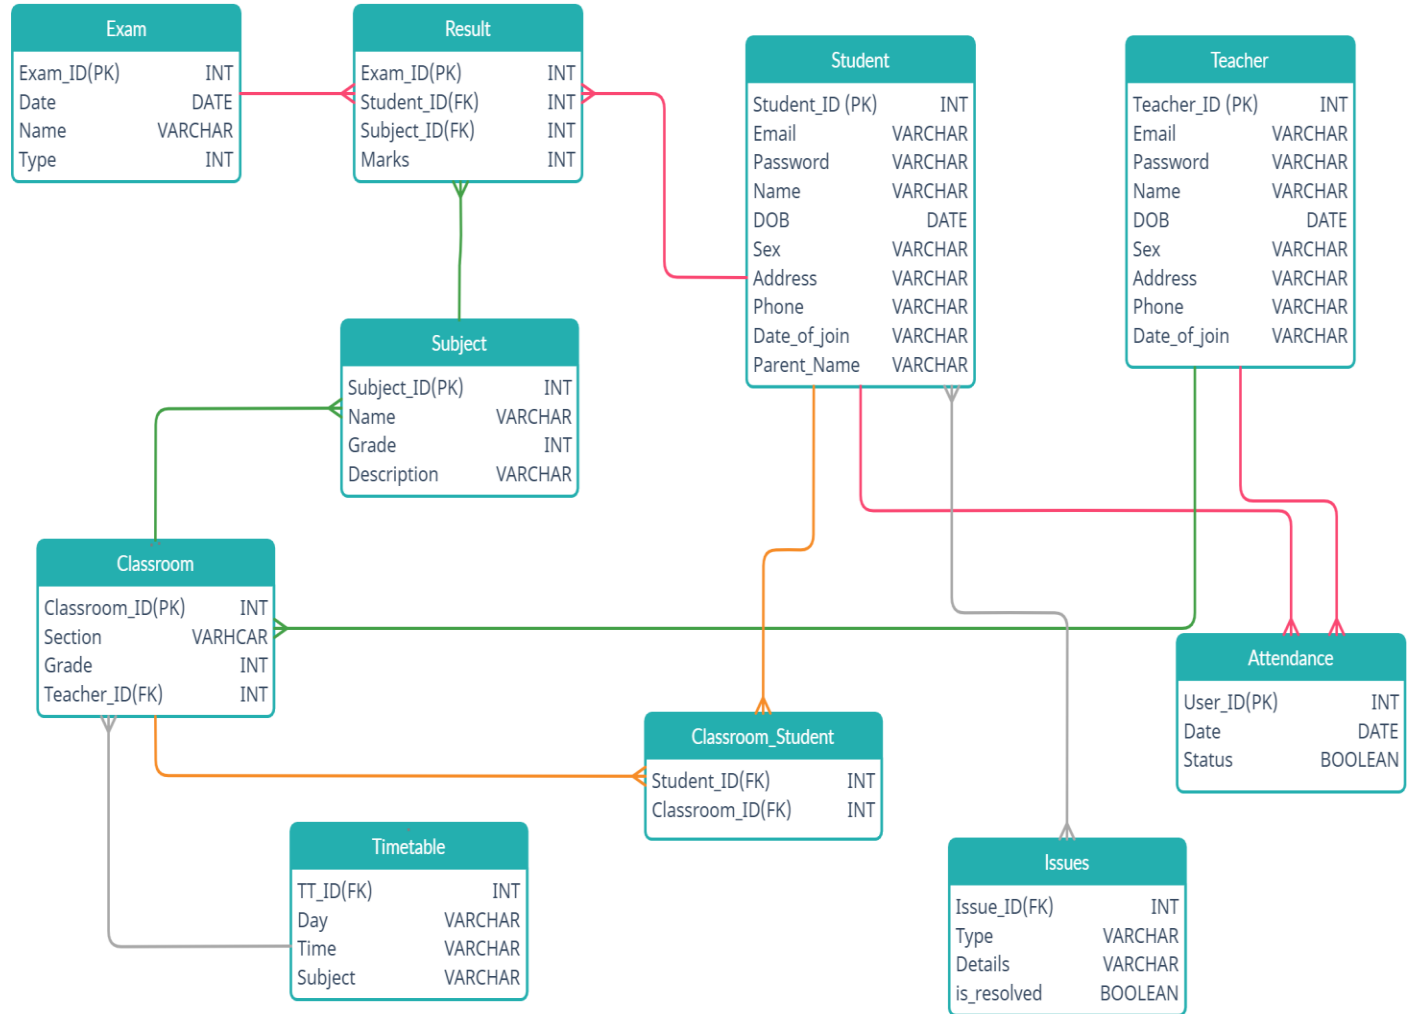 Exam
Exam_ID(PK) INT
Date DATE
Name VARCHAR
Type INT
Result
Exam_ID(PK) INT
Student_ID(FK) INT
Subject_ID(FK) INT
Marks INT
Student
Student_ID (PK) INT
Email VARCHAR
Password VARCHAR
Name VARCHAR
DOB DATE
Sex VARCHAR
Address VARCHAR
Phone VARCHAR
Date_of_join VARCHAR
Parent_Name VARCHAR
Teacher
Teacher_ID (PK) INT
Email VARCHAR
Password VARCHAR
Name VARCHAR
DOB DATE
Sex VARCHAR
Address VARCHAR
Phone VARCHAR
Date_of_join VARCHAR
Subject
Subject_ID(PK) INT
Name VARCHAR
Grade INT
Description VARCHAR
Classroom
Classroom_ID(PK) INT
Section VARHCAR
Grade INT
Teacher_ID(FK) INT
Attendance
User_ID(PK) INT
Date DATE
Status BOOLEAN
Classroom_Student
Student_ID(FK) INT
Classroom_ID(FK) INT
Timetable
TT_ID(FK) INT
Day VARCHAR
Time VARCHAR
Subject VARCHAR
Issues
Issue_ID(FK) INT
Type VARCHAR
Details VARCHAR
is_resolved BOOLEAN